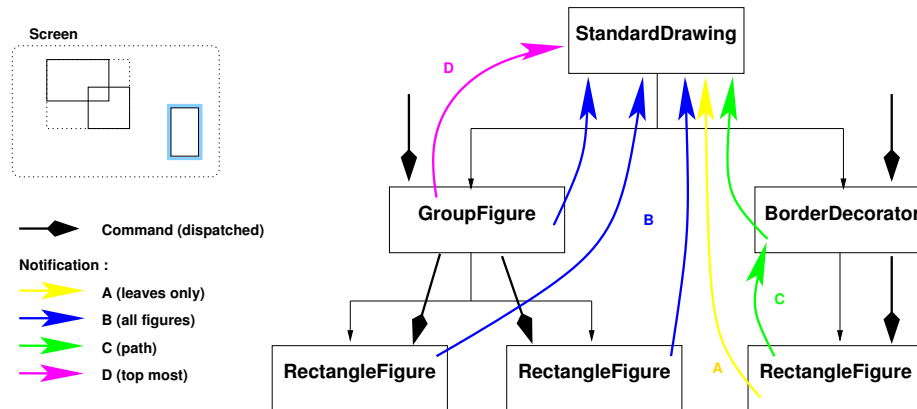 Screen
StandardDrawing
D
GroupFigure
BorderDecorator
B
Command (dispatched)
Notification :
A (leaves only)
B (all figures)
C (path)
D (top most)
C
A
RectangleFigure
RectangleFigure
RectangleFigure